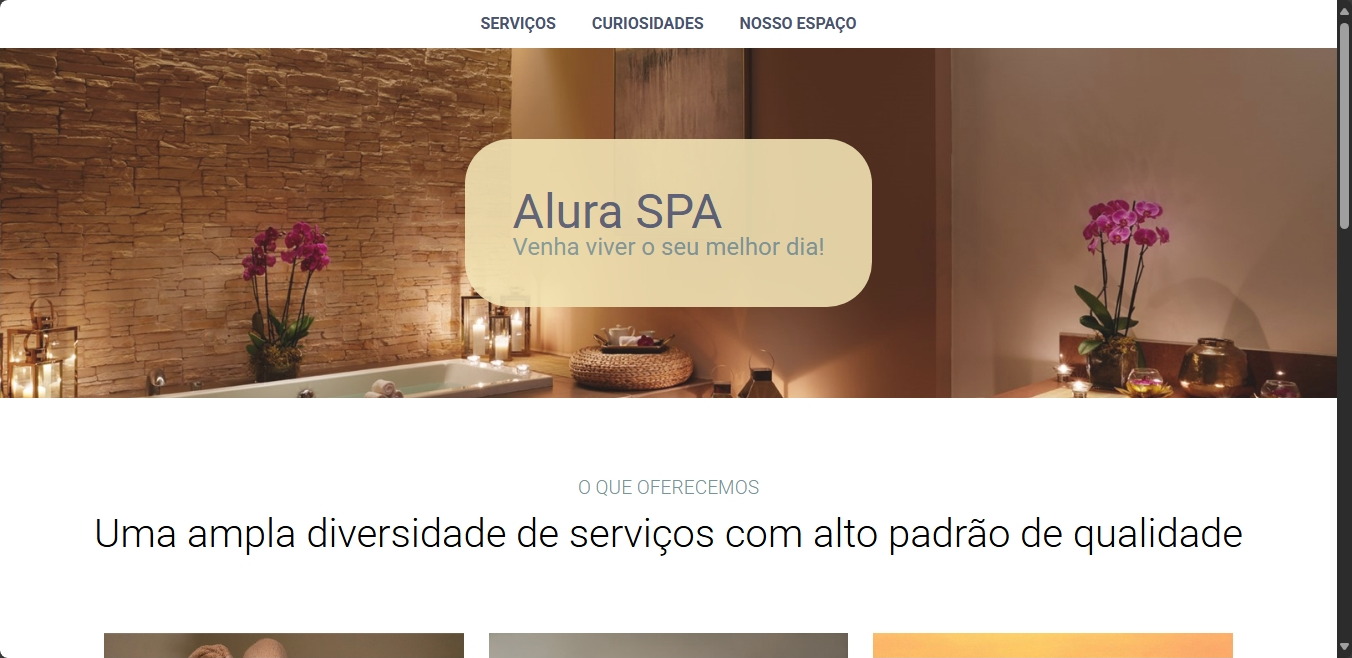 SERVIÇOS CURIOSIDADES NOSSO ESPAÇO
Alura SPA
Venha viver o seu melhor dia!
O QUE OFERECEMOS
Uma ampla diversidade de serviços com alto padrão de qualidade